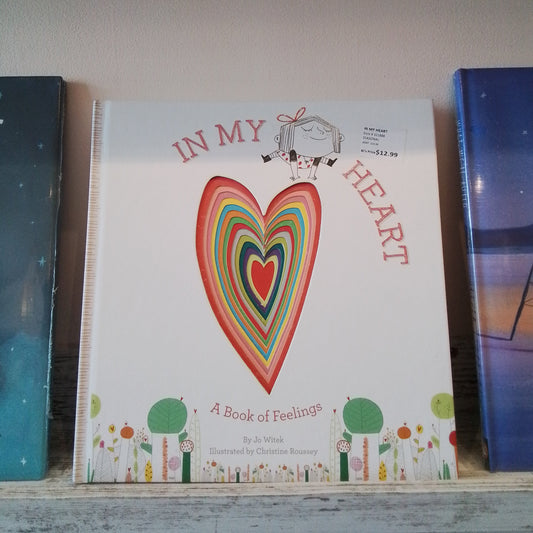 IN MY
HEART
IN MY HEART
$12.99
A Book of Feelings
By Jo Witek
Illustrated by Christine Roussey